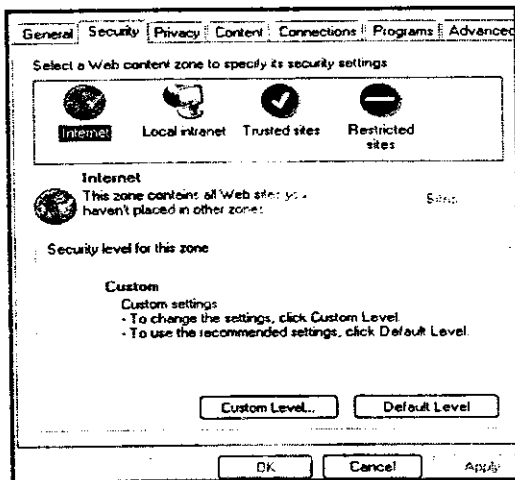 General Security Privacy Content Connections Programs Advanced
Select a Web content zone to specify its security settings
Internet Local intranet Trusted sites Restricted sites
Internet
This zone contains all Web sites you
haven't placed in other zones
Sites
Security level for this zone
Custom
Custom settings
- To change the settings, click Custom Level.
- To use the recommended settings, click Default Level.
Custom Level... Default Level
OK Cancel Apply